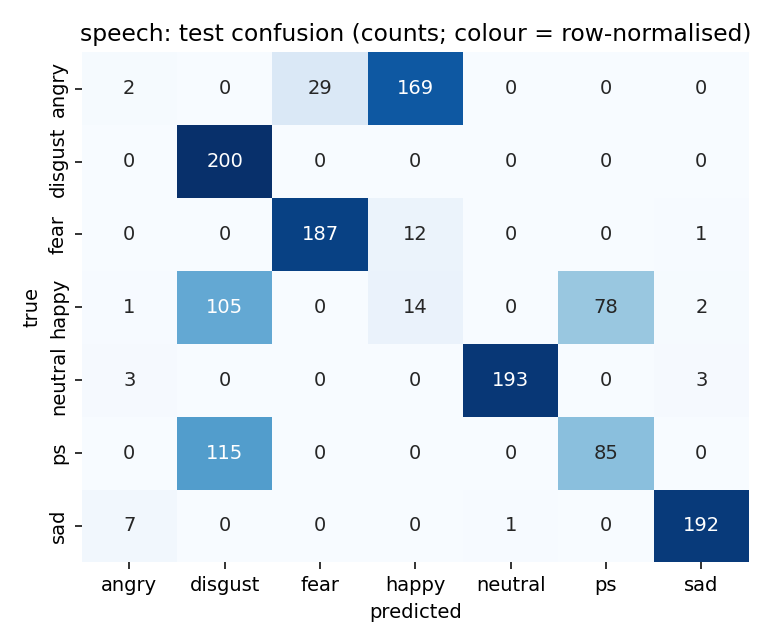 speech: test confusion (counts; colour = row-normalised)
true
angry 2 0 29 169 0 0 0
disgust 0 200 0 0 0 0 0
fear 0 0 187 12 0 0 1
happy 1 105 0 14 0 78 2
neutral 3 0 0 0 193 0 3
ps 0 115 0 0 0 85 0
sad 7 0 0 0 1 0 192
angry disgust fear happy neutral ps sad
predicted